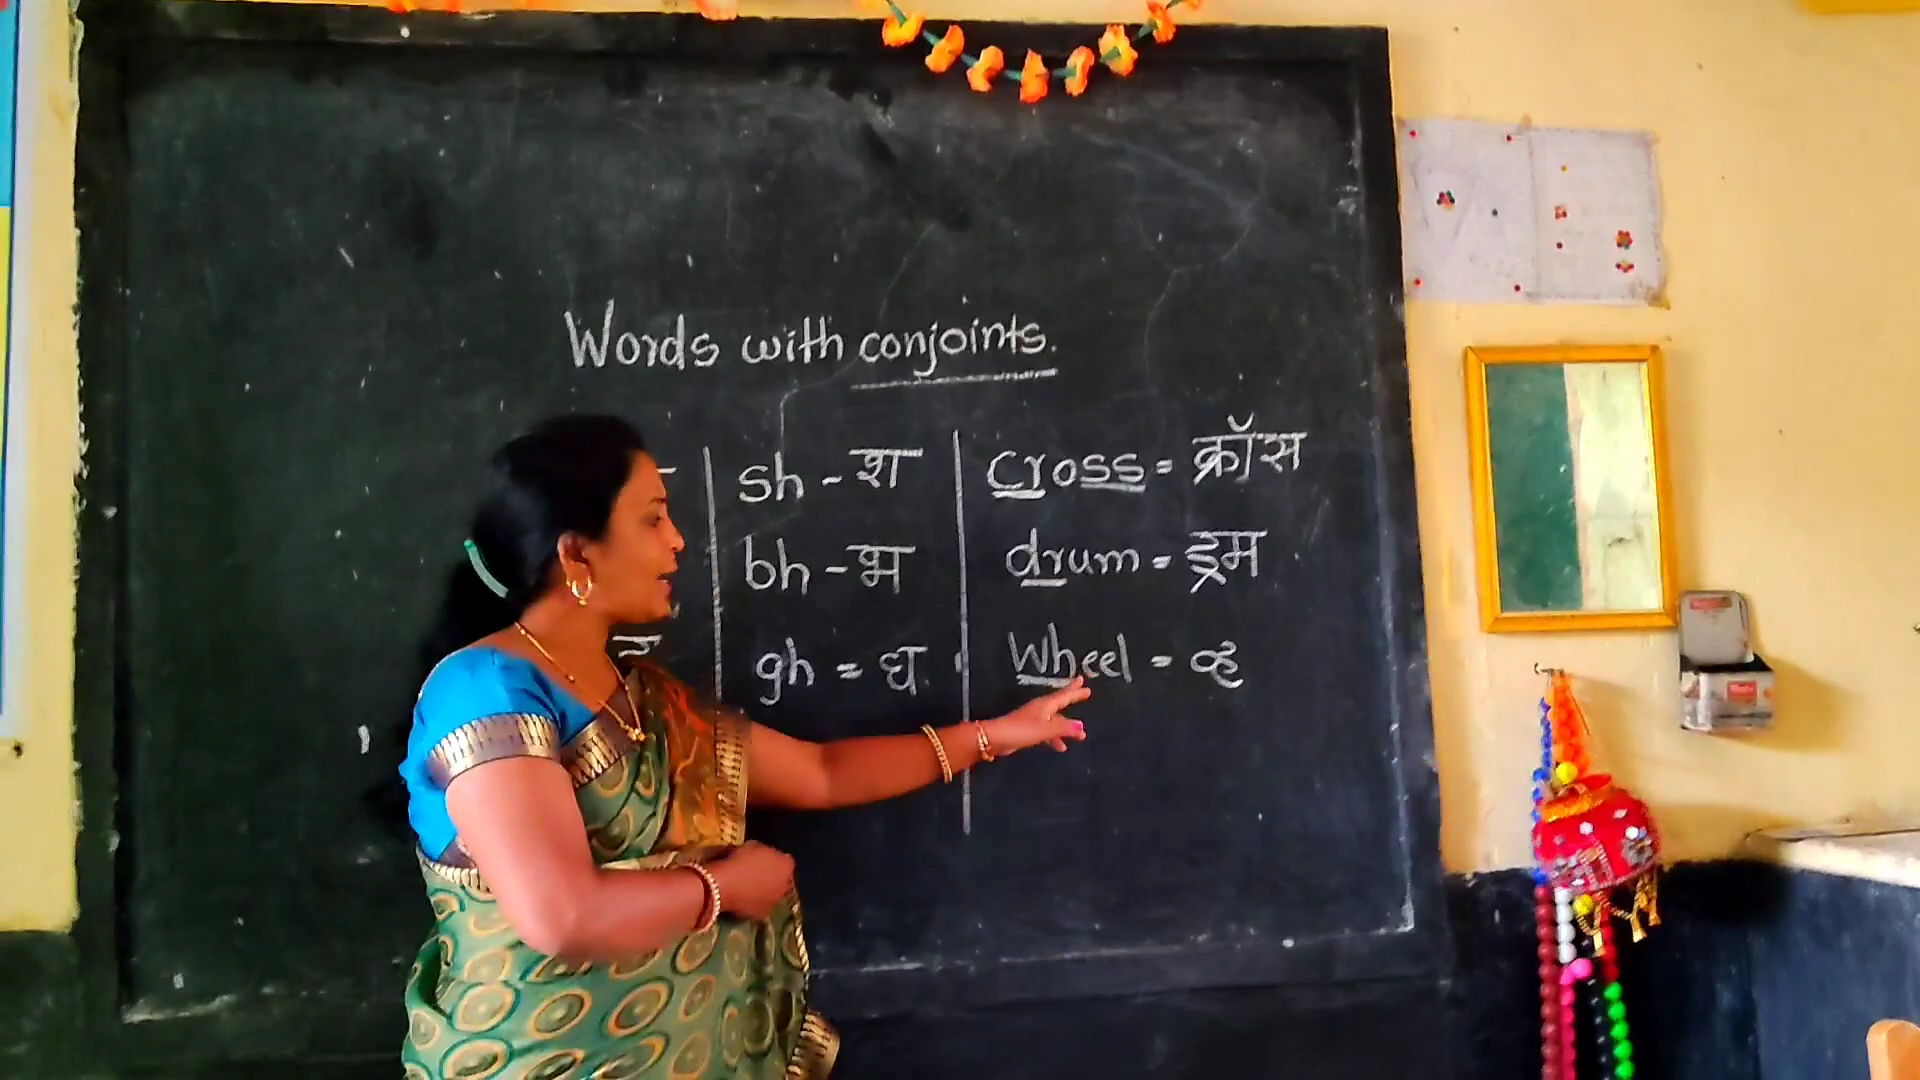 Words with conjoints.
sh - श
bh - भ
gh = घ
cross = क्रॉस
drum = ड्रम
Wheel = व्ह